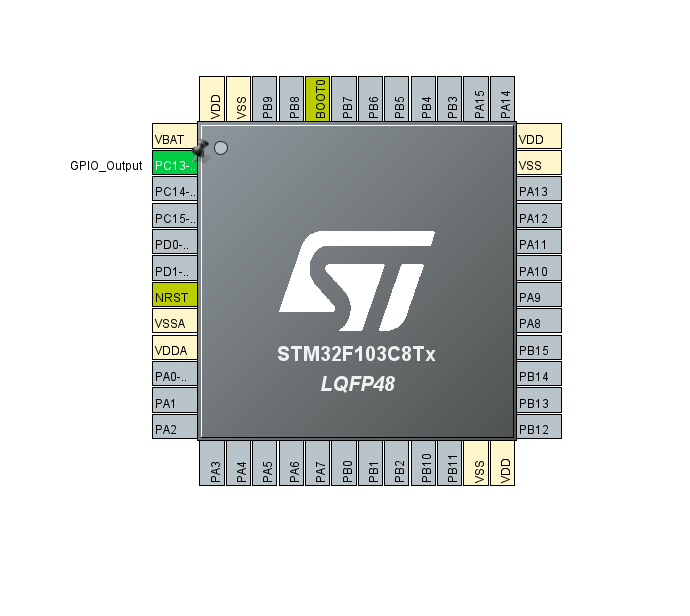 VDD
VSS
PB9
PB8
BOOT0
PB7
PB6
PB5
PB4
PB3
PA15
PA14
VBAT
GPIO_Output
PC13-..
PC14-..
PC15-..
PD0-..
PD1-..
NRST
VSSA
VDDA
PA0-..
PA1
PA2
ST
STM32F103C8Tx
LQFP48
VDD
VSS
PA13
PA12
PA11
PA10
PA9
PA8
PB15
PB14
PB13
PB12
PA3
PA4
PA5
PA6
PA7
PB0
PB1
PB2
PB10
PB11
VSS
VDD